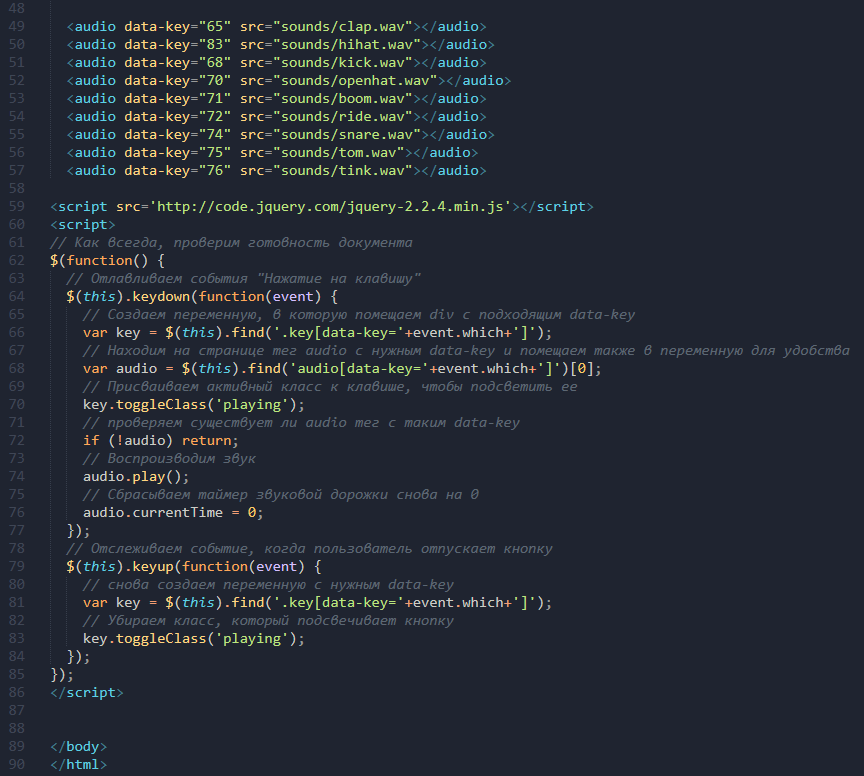 48
49 <audio data-key="65" src="sounds/clap.wav"></audio>
50 <audio data-key="83" src="sounds/hihat.wav"></audio>
51 <audio data-key="68" src="sounds/kick.wav"></audio>
52 <audio data-key="70" src="sounds/openhat.wav"></audio>
53 <audio data-key="71" src="sounds/boom.wav"></audio>
54 <audio data-key="72" src="sounds/ride.wav"></audio>
55 <audio data-key="74" src="sounds/snare.wav"></audio>
56 <audio data-key="75" src="sounds/tom.wav"></audio>
57 <audio data-key="76" src="sounds/tink.wav"></audio>
58
59 <script src='http://code.jquery.com/jquery-2.2.4.min.js'></script>
60 <script>
61 // Как всегда, проверим готовность документа
62 $(function() {
63 // Отлавливаем события "Нажатие на клавишу"
64 $(this).keydown(function(event) {
65 // Создаем переменную, в которую помещаем div с подходящим data-key
66 var key = $(this).find('.key[data-key='+event.which+']');
67 // Находим на странице тег audio с нужным data-key и помещаем также в переменную для удобства
68 var audio = $(this).find('audio[data-key='+event.which+']')[0];
69 // Присваиваем активный класс к клавише, чтобы подсветить ее
70 key.toggleClass('playing');
71 // проверяем существует ли audio тег с таким data-key
72 if (!audio) return;
73 // Воспроизводим звук
74 audio.play();
75 // Сбрасываем таймер звуковой дорожки снова на 0
76 audio.currentTime = 0;
77 });
78 // Отслеживаем событие, когда пользователь отпускает кнопку
79 $(this).keyup(function(event) {
80 // снова создаем переменную с нужным data-key
81 var key = $(this).find('.key[data-key='+event.which+']');
82 // Убираем класс, который подсвечивает кнопку
83 key.toggleClass('playing');
84 });
85 });
86 </script>
87
88
89 </body>
90 </html>